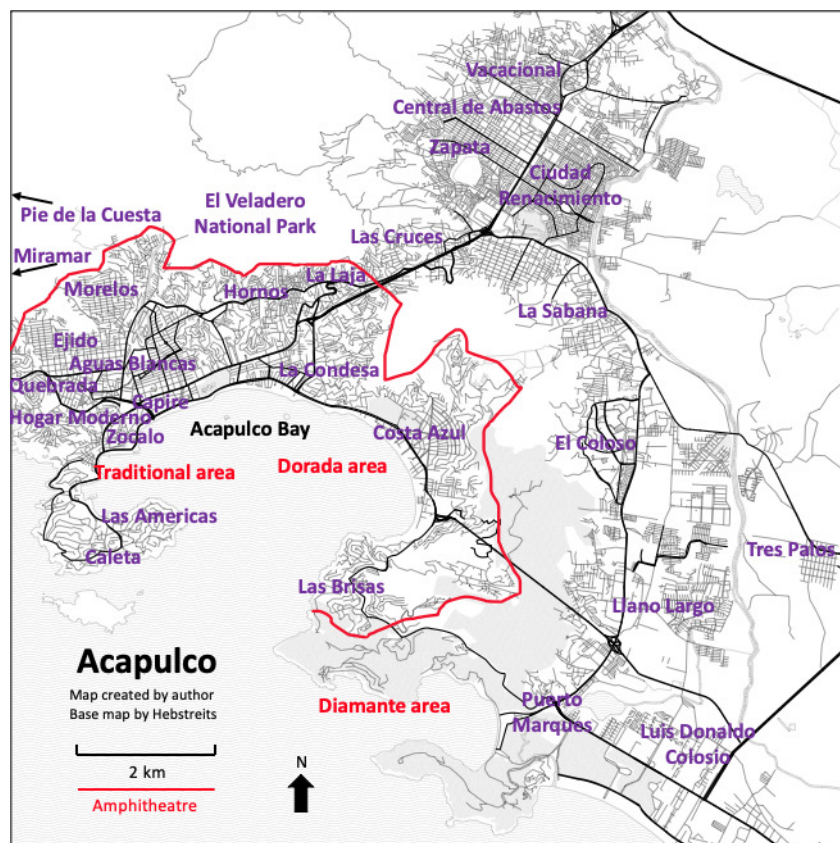 Vacacional
Central de Abastos
Zapata
Ciudad
Renacimiento
El Veladero
National Park
Pie de la Cuesta
Las Cruces
Miramar
La Laja
Morelos
Hornos
La Sabana
Ejido
Aguas Blancas
La Condesa
Quebrada
Capire
Hogar Moderno
Zocalo
Acapulco Bay
Costa Azul
El Coloso
Traditional area
Dorada area
Las Americas
Caleta
Tres Palos
Las Brisas
Llano Largo
Acapulco
Map created by author
Base map by Hebstreits
Diamante area
Puerto
Marques
Luis Donaldo
Colosio
2 km
N
Amphitheatre